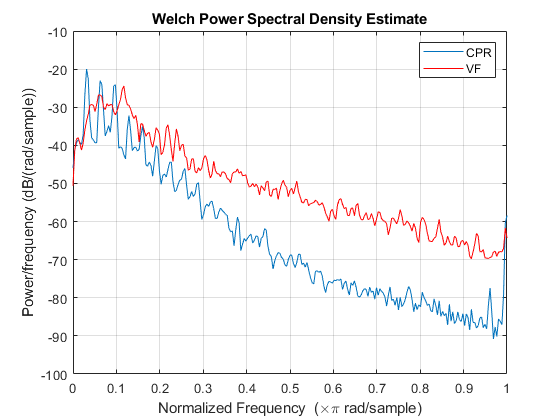 Welch Power Spectral Density Estimate
Power/frequency (dB/(rad/sample))
-10
-20
-30
-40
-50
-60
-70
-80
-90
-100
CPR
VF
0 0.1 0.2 0.3 0.4 0.5 0.6 0.7 0.8 0.9 1
Normalized Frequency (×π rad/sample)